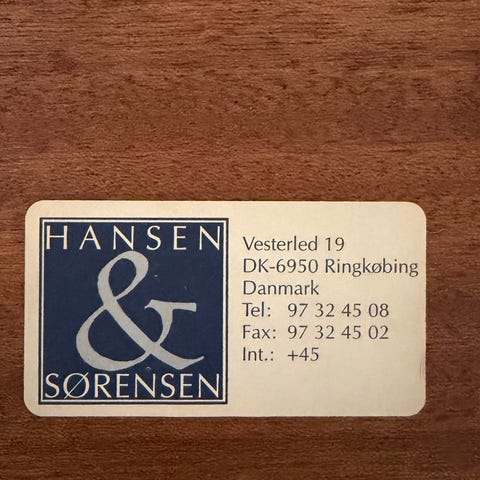 HANSEN
&
SØRENSEN
Vesterled 19
DK-6950 Ringkøbing
Danmark
Tel: 97 32 45 08
Fax: 97 32 45 02
Int.: +45